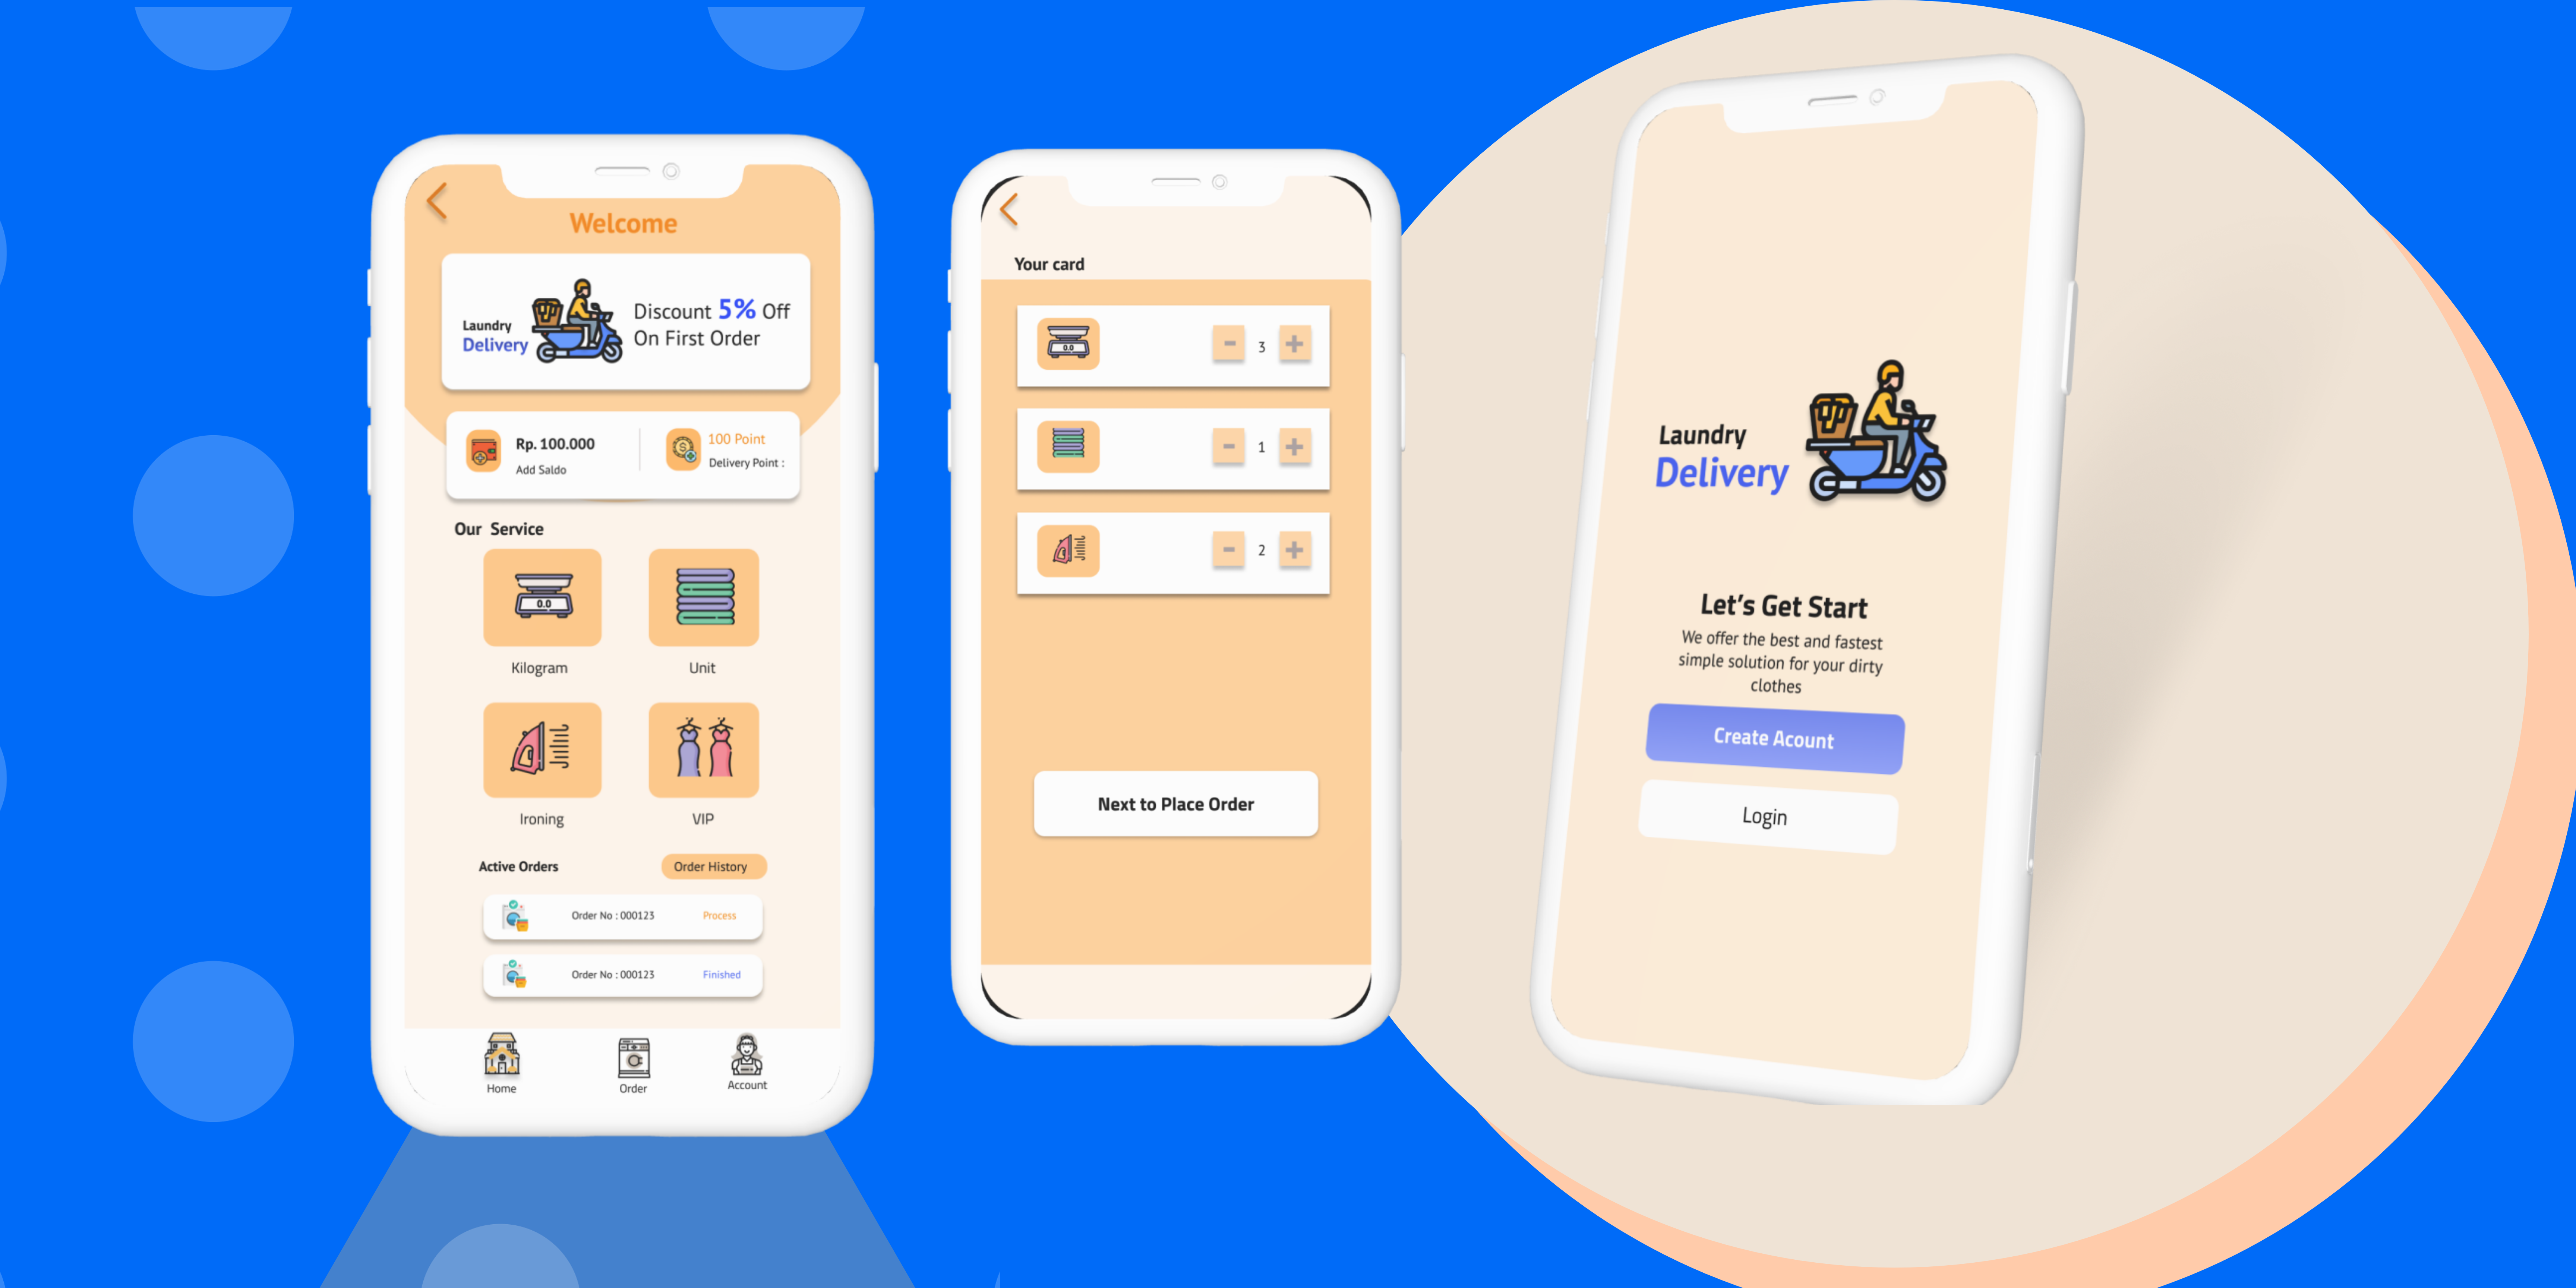 Welcome
Laundry
Delivery
Discount 5% Off
On First Order
Rp. 100.000
Add Saldo
100 Point
Delivery Point :
Our Service
0.0
Kilogram
Unit
Ironing
VIP
Active Orders
Order History
Order No : 000123
Process
Order No : 000123
Finished
Home
Order
Account
Your card
0.0
- 3 +
- 1 +
- 2 +
Next to Place Order
Laundry
Delivery
Let's Get Start
We offer the best and fastest
simple solution for your dirty
clothes
Create Acount
Login